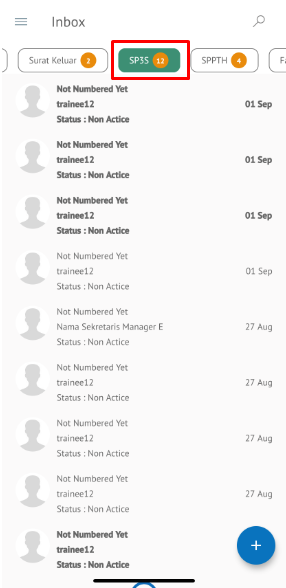 Inbox
Surat Keluar 2
SP3S 12
SPPTH 4
Fa
Not Numbered Yet
trainee12
01 Sep
Status : Non Actice
Not Numbered Yet
trainee12
01 Sep
Status : Non Actice
Not Numbered Yet
trainee12
01 Sep
Status : Non Actice
Not Numbered Yet
trainee12
01 Sep
Status : Non Actice
Not Numbered Yet
Nama Sekretaris Manager E
27 Aug
Status : Non Actice
Not Numbered Yet
trainee12
27 Aug
Status : Non Actice
Not Numbered Yet
trainee12
27 Aug
Status : Non Actice
Not Numbered Yet
trainee12
27 Aug
Status : Non Actice
Not Numbered Yet
trainee12
Status : Non Actice